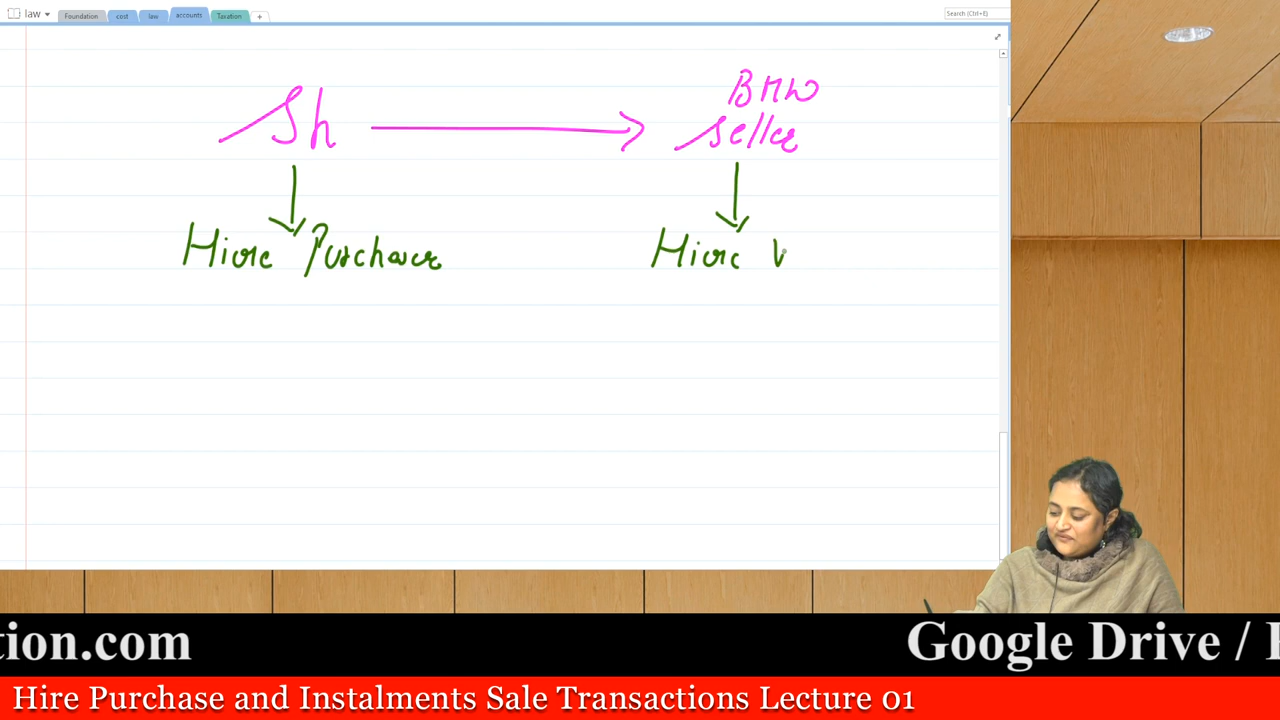 law Foundation cost law accounts Taxation + Search (Ctrl+E)
BMW
Sh seller
Hire Purchaser Hire V
tion.com Google Drive /
Hire Purchase and Instalments Sale Transactions Lecture 01